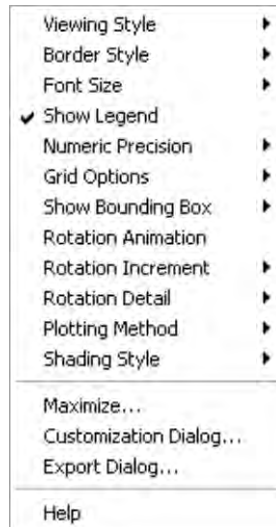 Viewing Style
Border Style
Font Size
Show Legend
Numeric Precision
Grid Options
Show Bounding Box
Rotation Animation
Rotation Increment
Rotation Detail
Plotting Method
Shading Style
Maximize...
Customization Dialog...
Export Dialog...
Help